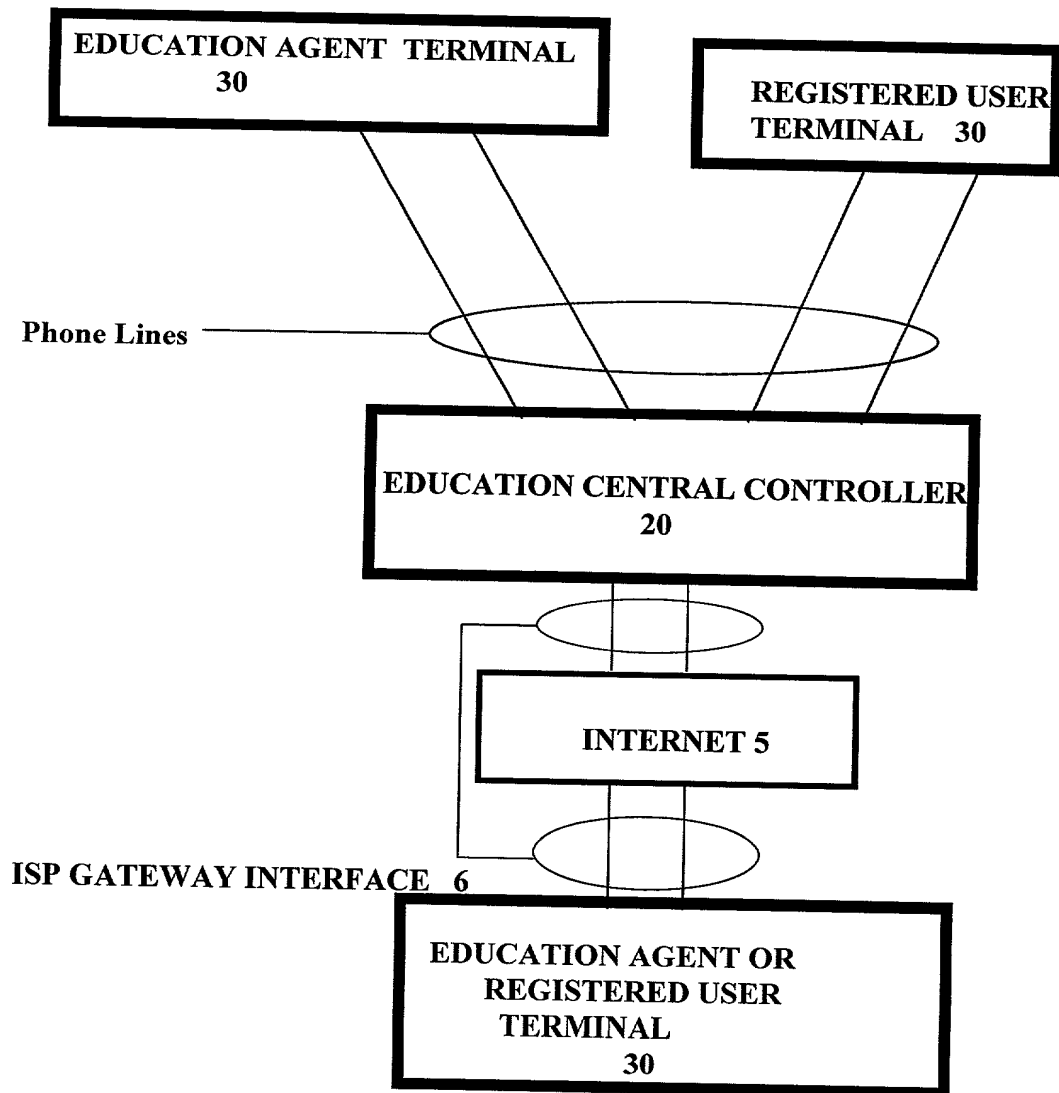 EDUCATION AGENT TERMINAL
30
REGISTERED USER
TERMINAL 30
Phone Lines
EDUCATION CENTRAL CONTROLLER
20
INTERNET 5
ISP GATEWAY INTERFACE 6
EDUCATION AGENT OR
REGISTERED USER
TERMINAL
30